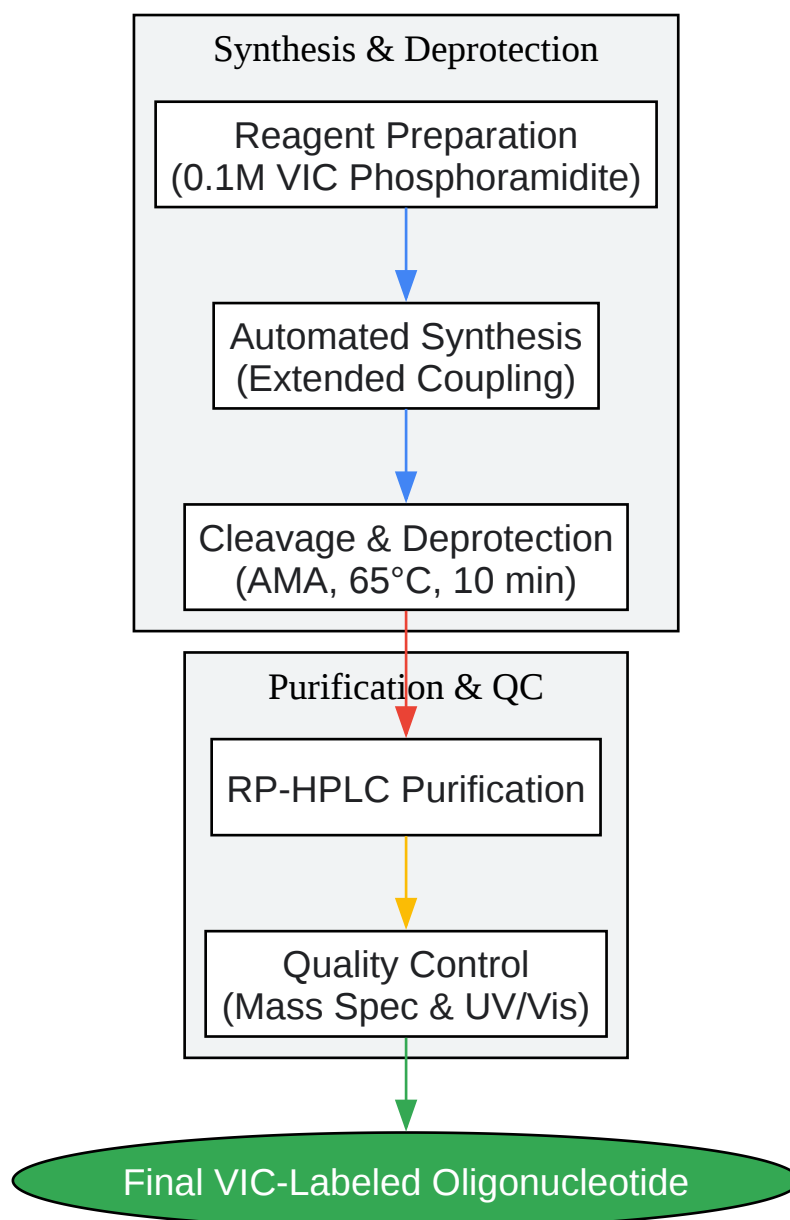 Synthesis & Deprotection
Reagent Preparation
(0.1M VIC Phosphoramidite)
Automated Synthesis
(Extended Coupling)
Cleavage & Deprotection
(AMA, 65°C, 10 min)
Purification & QC
RP-HPLC Purification
Quality Control
(Mass Spec & UV/Vis)
Final VIC-Labeled Oligonucleotide